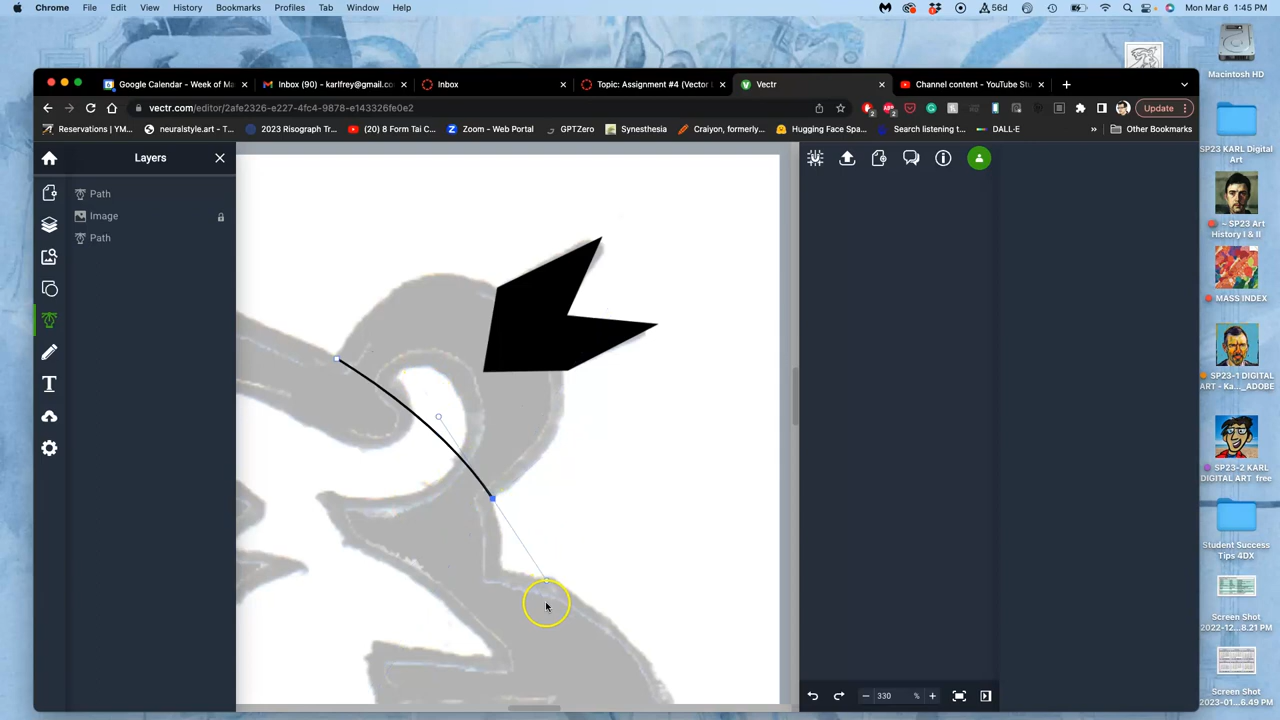 Chrome File Edit View History Bookmarks Profiles Tab Window Help 56d Mon Mar 6 1:45 PM
Google Calendar - Week of Ma Inbox (90) - karlfrey@gmail.co Inbox Topic: Assignment #4 (Vector Vectr Channel content - YouTube Stu
vectr.com/editor/2afe2326-e227-4fc4-9878-e143326f0e02 Update
Reservations | YM... neuralstyle.art - T... 2023 Risograph Tr... (20) 8 Form Tai C... Zoom - Web Portal GPTZero Synesthesia Craiyon, formerly... Hugging Face Spa... Search listening t... DALL·E » Other Bookmarks
Layers
Path
Image
Path
T
330 %
Macintosh HD
SP23 KARL Digital
Art
~ SP23 Art
History I & II
MASS INDEX
SP23-1 DIGITAL
ART - Ka..._ADOBE
SP23-2 KARL
DIGITAL ART free
Student Success
Tips 4DX
Screen Shot
2022-12...8.21 PM
Screen Shot
2023-01...6.49 PM